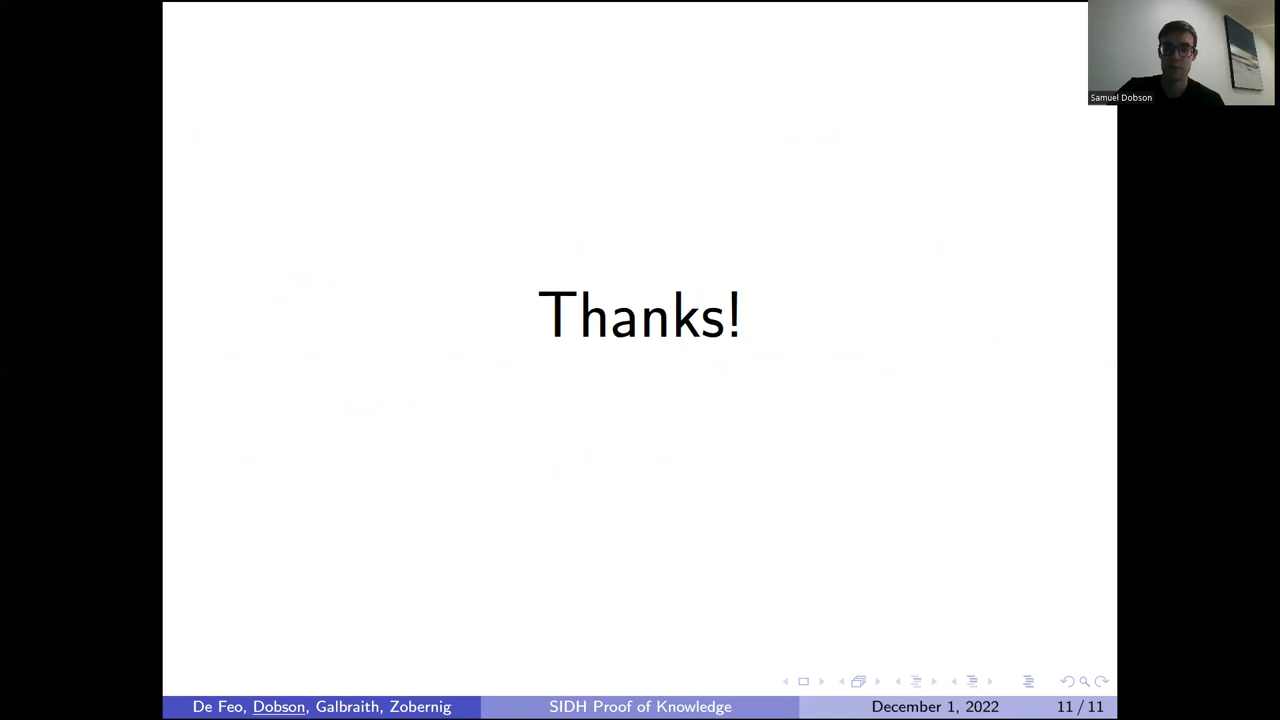 Samuel Dobson
Thanks!
De Feo, Dobson, Galbraith, Zobernig
SIDH Proof of Knowledge
December 1, 2022
11 / 11